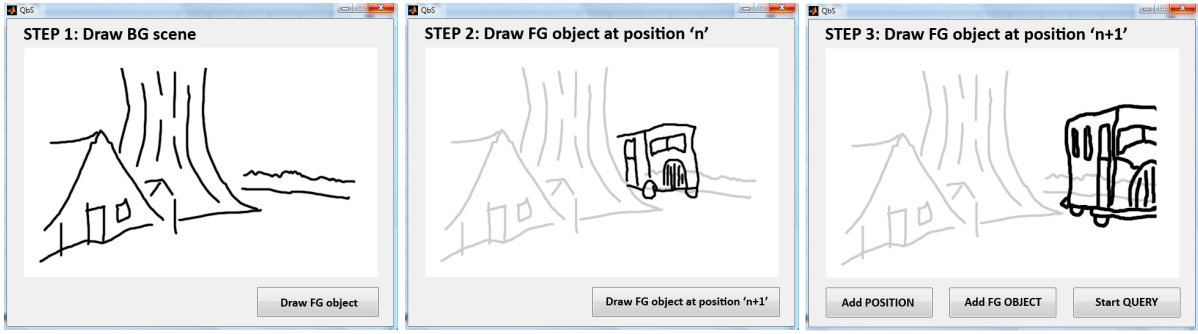 QbS
STEP 1: Draw BG scene
Draw FG object
QbS
STEP 2: Draw FG object at position ‘n’
Draw FG object at position ‘n+1’
QbS
STEP 3: Draw FG object at position ‘n+1’
Add POSITION
Add FG OBJECT
Start QUERY